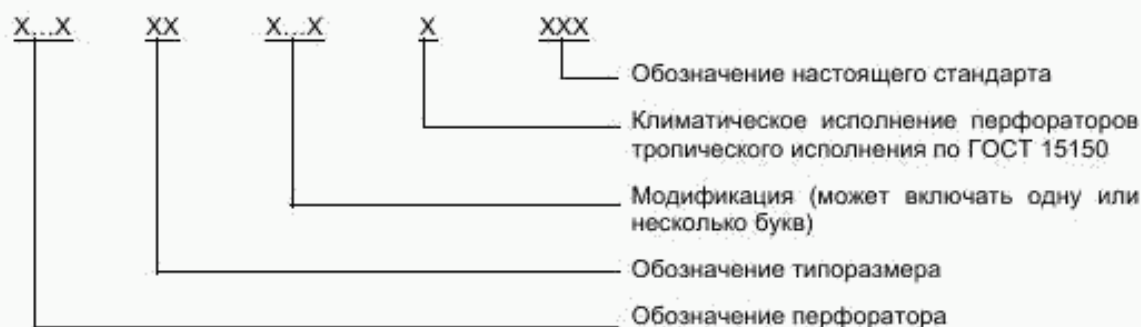 Х...Х ХХ Х...Х Х ХХХ
Обозначение настоящего стандарта
Климатическое исполнение перфораторов
тропического исполнения по ГОСТ 15150
Модификация (может включать одну или
несколько букв)
Обозначение типоразмера
Обозначение перфоратора